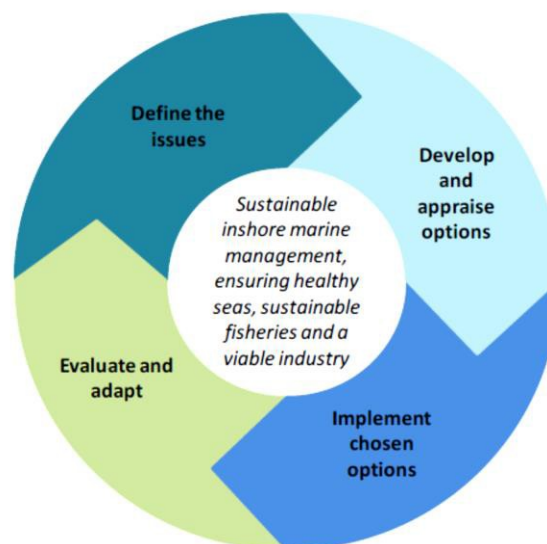 Define the
issues
Develop
and
appraise
options
Sustainable
inshore marine
management,
ensuring healthy
seas, sustainable
fisheries and a
viable industry
Evaluate and
adapt
Implement
chosen
options